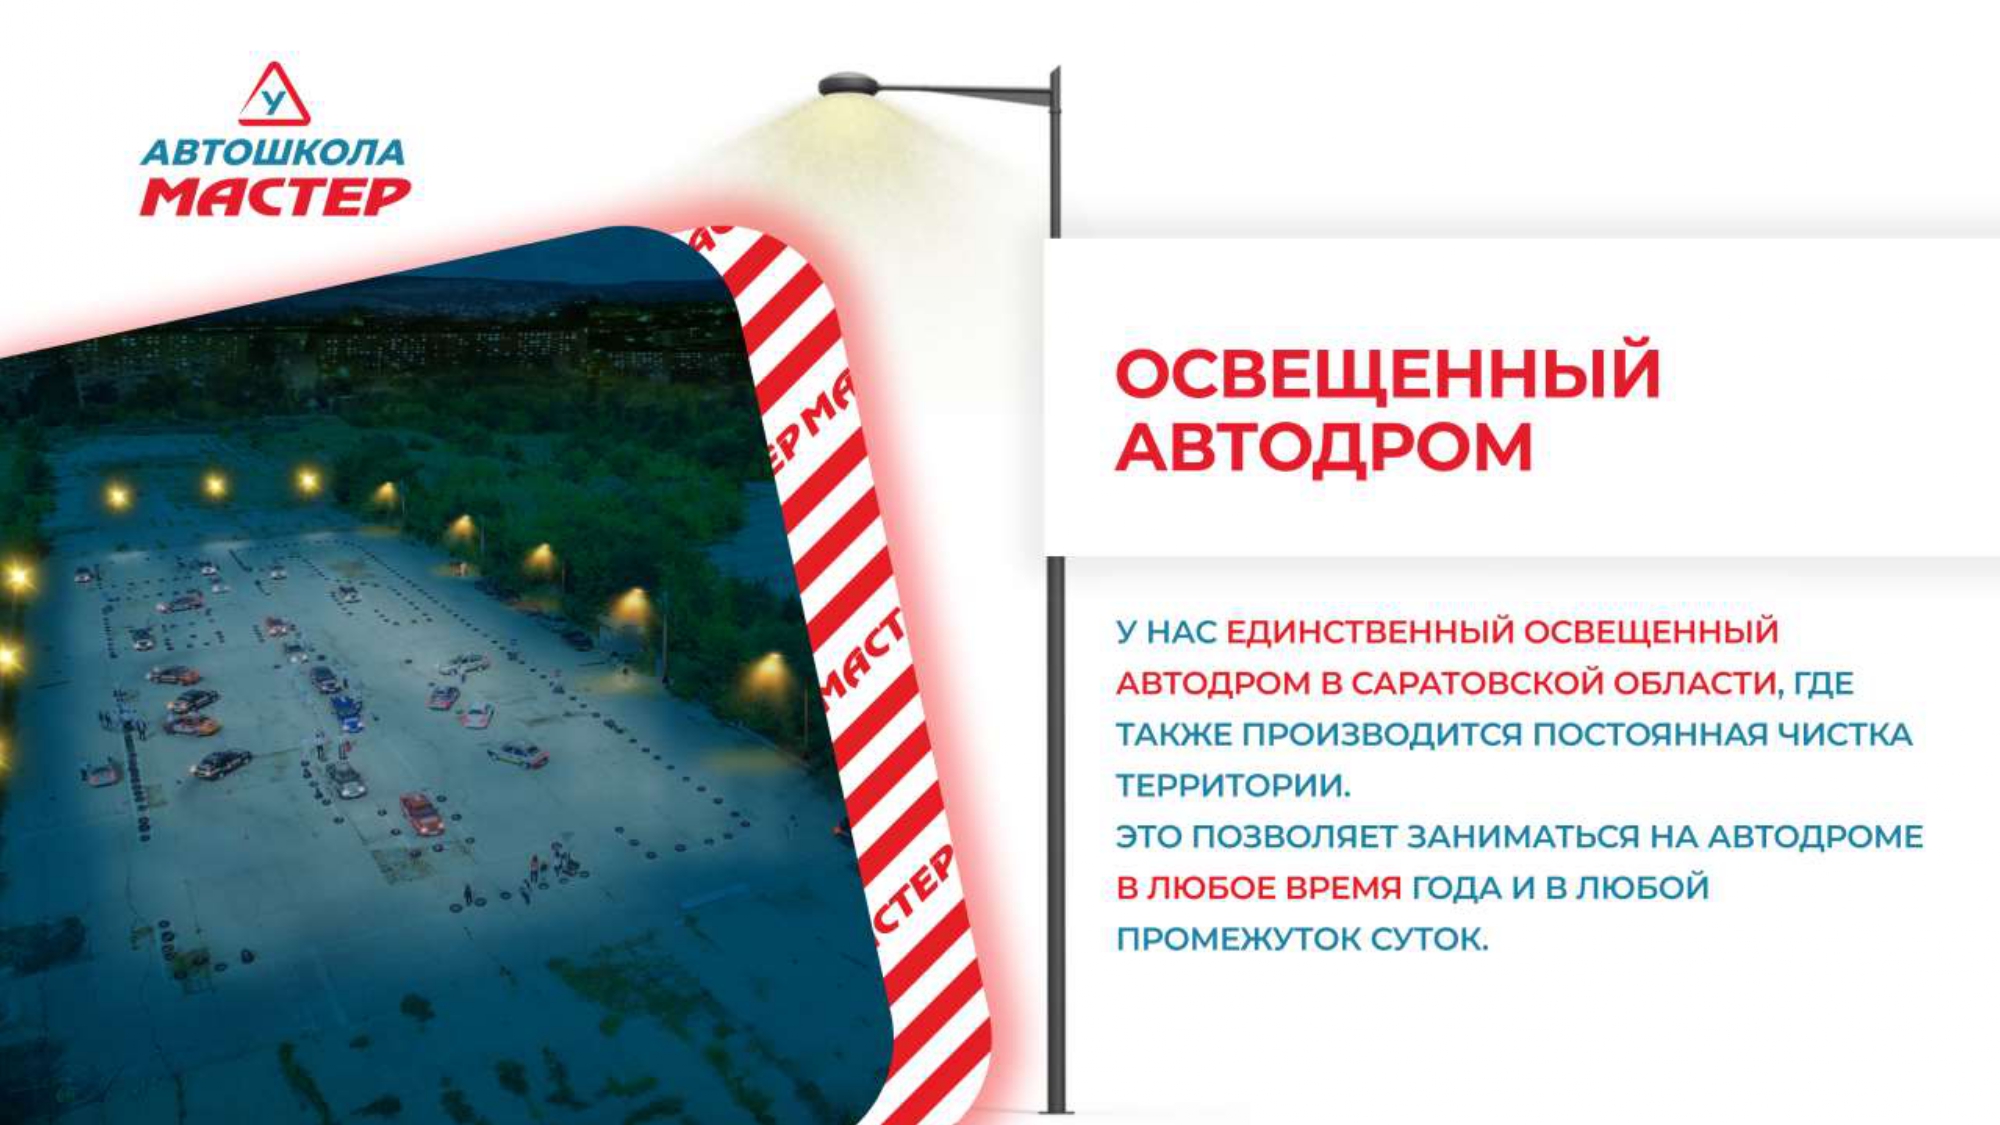 У
АВТОШКОЛА
МАСТЕР
ОСВЕЩЕННЫЙ
АВТОДРОМ
У НАС ЕДИНСТВЕННЫЙ ОСВЕЩЕННЫЙ
АВТОДРОМ В САРАТОВСКОЙ ОБЛАСТИ, ГДЕ
ТАКЖЕ ПРОИЗВОДИТСЯ ПОСТОЯННАЯ ЧИСТКА
ТЕРРИТОРИИ.
ЭТО ПОЗВОЛЯЕТ ЗАНИМАТЬСЯ НА АВТОДРОМЕ
В ЛЮБОЕ ВРЕМЯ ГОДА И В ЛЮБОЙ
ПРОМЕЖУТОК СУТОК.